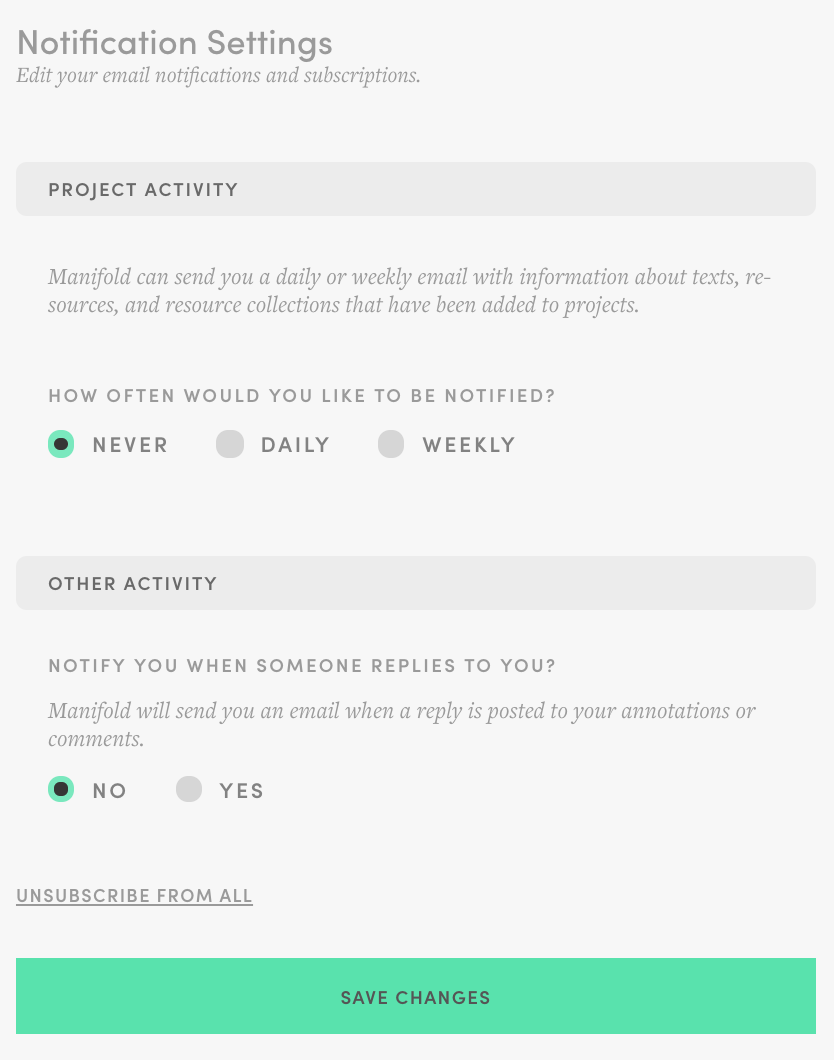 Notification Settings
Edit your email notifications and subscriptions.
PROJECT ACTIVITY
Manifold can send you a daily or weekly email with information about texts, re-
sources, and resource collections that have been added to projects.
HOW OFTEN WOULD YOU LIKE TO BE NOTIFIED?
NEVER DAILY WEEKLY
OTHER ACTIVITY
NOTIFY YOU WHEN SOMEONE REPLIES TO YOU?
Manifold will send you an email when a reply is posted to your annotations or
comments.
NO YES
UNSUBSCRIBE FROM ALL
SAVE CHANGES